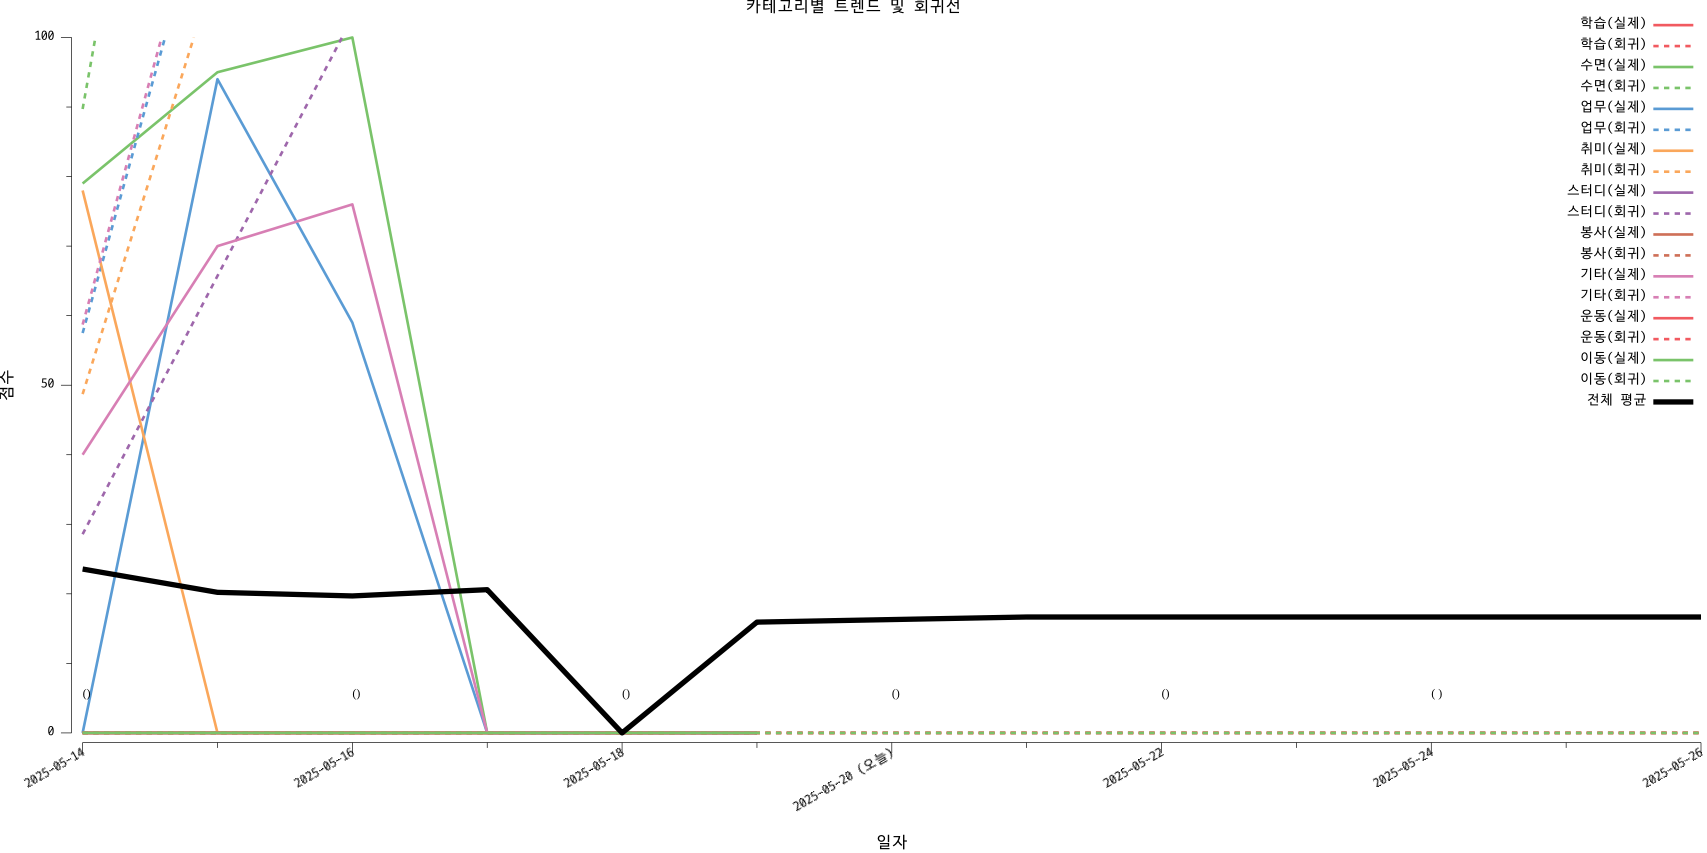 카테고리별 트렌드 및 회귀선
학습(실제)
학습(회귀)
수면(실제)
수면(회귀)
업무(실제)
업무(회귀)
취미(실제)
취미(회귀)
스터디(실제)
스터디(회귀)
봉사(실제)
봉사(회귀)
기타(실제)
기타(회귀)
운동(실제)
운동(회귀)
이동(실제)
이동(회귀)
전체 평균
점수
100
50
0
() () () () () ( )
2025-05-14
2025-05-16
2025-05-18
2025-05-20 (오늘)
2025-05-22
2025-05-24
2025-05-26
일자